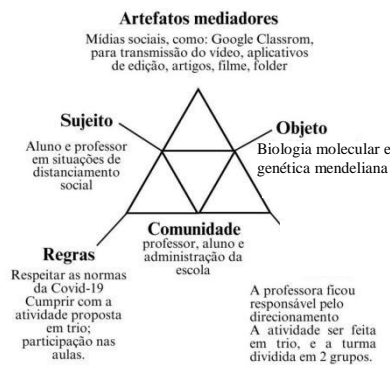 Artefatos mediadores
Mídias sociais, como: Google Classrom,
para transmissão do vídeo, aplicativos
de edição, artigos, filme, folder
Sujeito
Aluno e professor
em situações de
distanciamento
social
Objeto
Biologia molecular e
genética mendeliana
Comunidade
professor, aluno e
administração da
escola
Regras
Respeitar as normas
da Covid-19
Cumprir com a
atividade proposta
em trio;
participação nas
aulas.
A professora ficou
responsável pelo
direcionamento
A atividade ser feita
em trio, e a turma
dividida em 2 grupos.